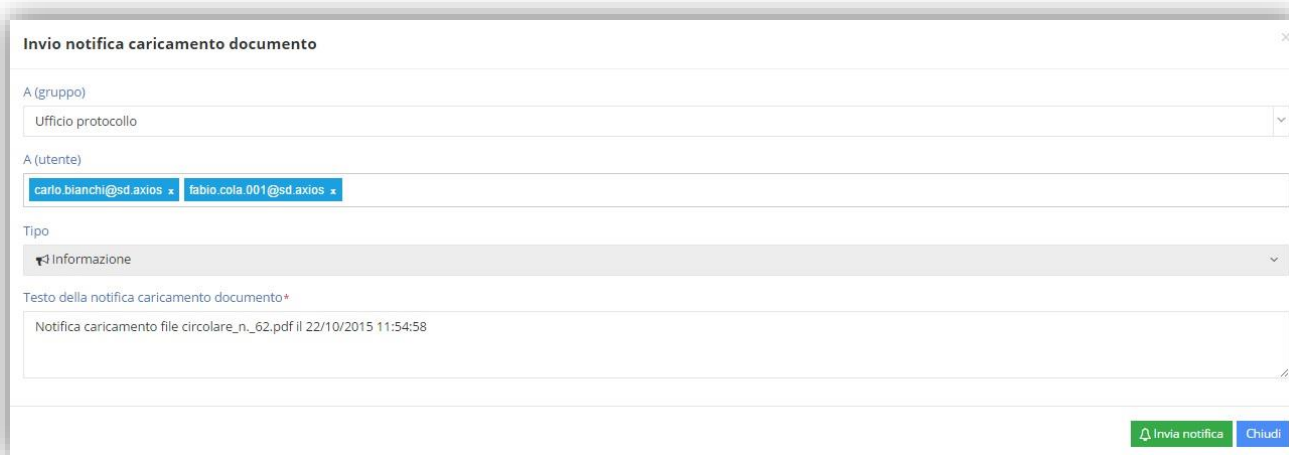 Invio notifica caricamento documento
A (gruppo)
Ufficio protocollo
A (utente)
carlo.bianchi@sd.axios x fabio.cola.001@sd.axios x
Tipo
Informazione
Testo della notifica caricamento documento*
Notifica caricamento file circolare_n._62.pdf il 22/10/2015 11:54:58
Invia notifica Chiudi